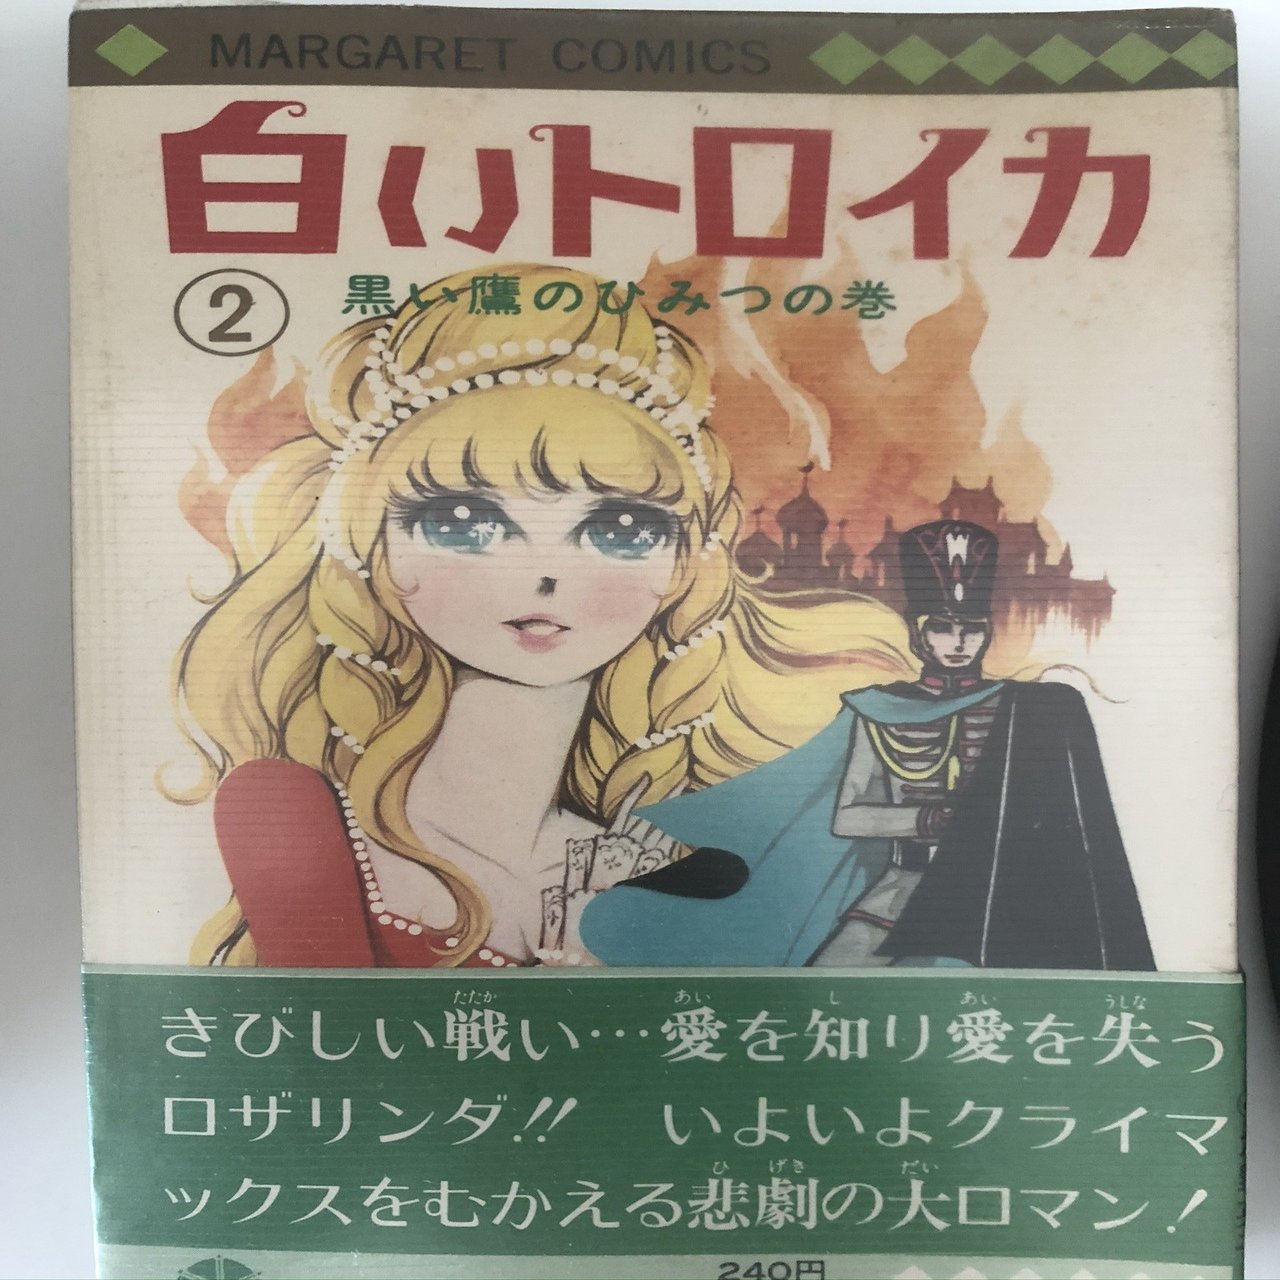 MARGARET COMICS
白いトロイカ
2 黒い鷹のひみつの巻
たたか あい し あい うしな
きびしい戦い…愛を知り愛を失う
ロザリンダ!! いよいよクライマ
ひ げき だい
ックスをむかえる悲劇の大ロマン!
240円